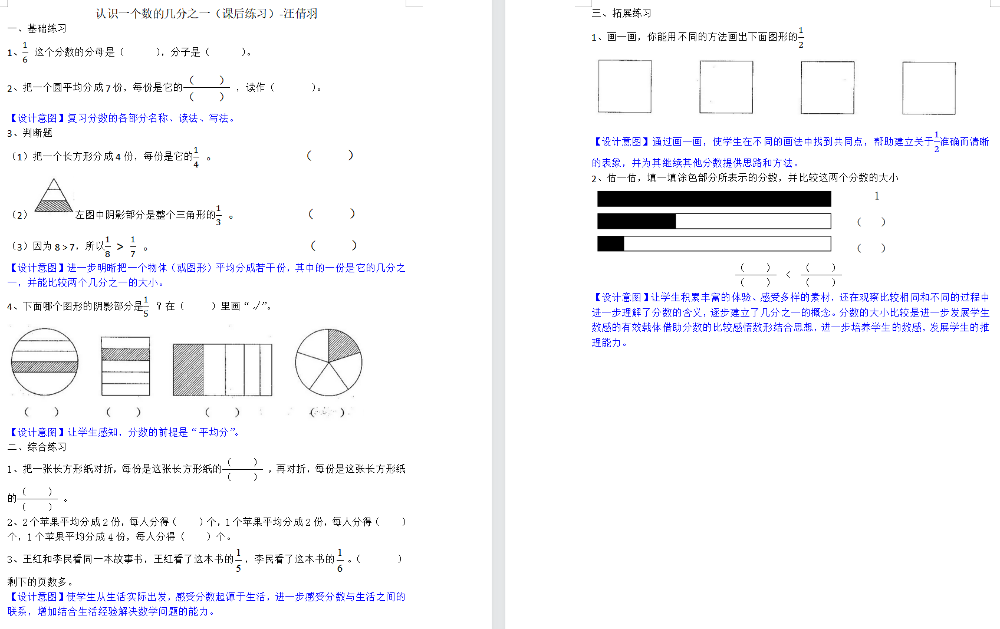 认识一个数的几分之一（课后练习）-汪倩羽
一、基础练习
1、1/6 这个分数的分母是（　　），分子是（　　）。
2、把一个圆平均分成 7 份，每份是它的（　　）/（　　），读作（　　）。
【设计意图】复习分数的各部分名称、读法、写法。
3、判断题
（1）把一个长方形分成 4 份，每份是它的1/4 。（　　）
（2）左图中阴影部分是整个三角形的1/3 。（　　）
（3）因为 8＞7，所以1/8 ＞ 1/7 。（　　）
【设计意图】进一步明晰把一个物体（或图形）平均分成若干份，其中的一份是它的几分之
一，并能比较两个几分之一的大小。
4、下面哪个图形的阴影部分是1/5 ？在（　　）里画“√”。
（　　）（　　）（　　）（　　）
【设计意图】让学生感知，分数的前提是“平均分”。
二、综合练习
1、把一张长方形纸对折，每份是这张长方形纸的（　　）/（　　），再对折，每份是这张长方形纸
的（　　）/（　　）。
2、2 个苹果平均分成 2 份，每人分得（　　）个，1 个苹果平均分成 2 份，每人分得（　　）
个，1 个苹果平均分成 4 份，每人分得（　　）个。
3、王红和李民看同一本故事书，王红看了这本书的1/5，李民看了这本书的1/6。（　　）
剩下的页数多。
【设计意图】使学生从生活实际出发，感受分数起源于生活，进一步感受分数与生活之间的
联系，增加结合生活经验解决数学问题的能力。
三、拓展练习
1、画一画，你能用不同的方法画出下面图形的1/2
【设计意图】通过画一画，使学生在不同的画法中找到共同点，帮助建立关于1/2准确而清晰
的表象，并为其继续其他分数提供思路和方法。
2、估一估，填一填涂色部分所表示的分数，并比较这两个分数的大小
1
（　　）
（　　）
（　　）/（　　） ＜ （　　）/（　　）
【设计意图】让学生积累丰富的体验、感受多样的素材，还在观察比较相同和不同的过程中
进一步理解了分数的含义，逐步建立了几分之一的概念。分数的大小比较是进一步发展学生
数感的有效载体借助分数的比较感悟数形结合思想，进一步培养学生的数感，发展学生的推
理能力。